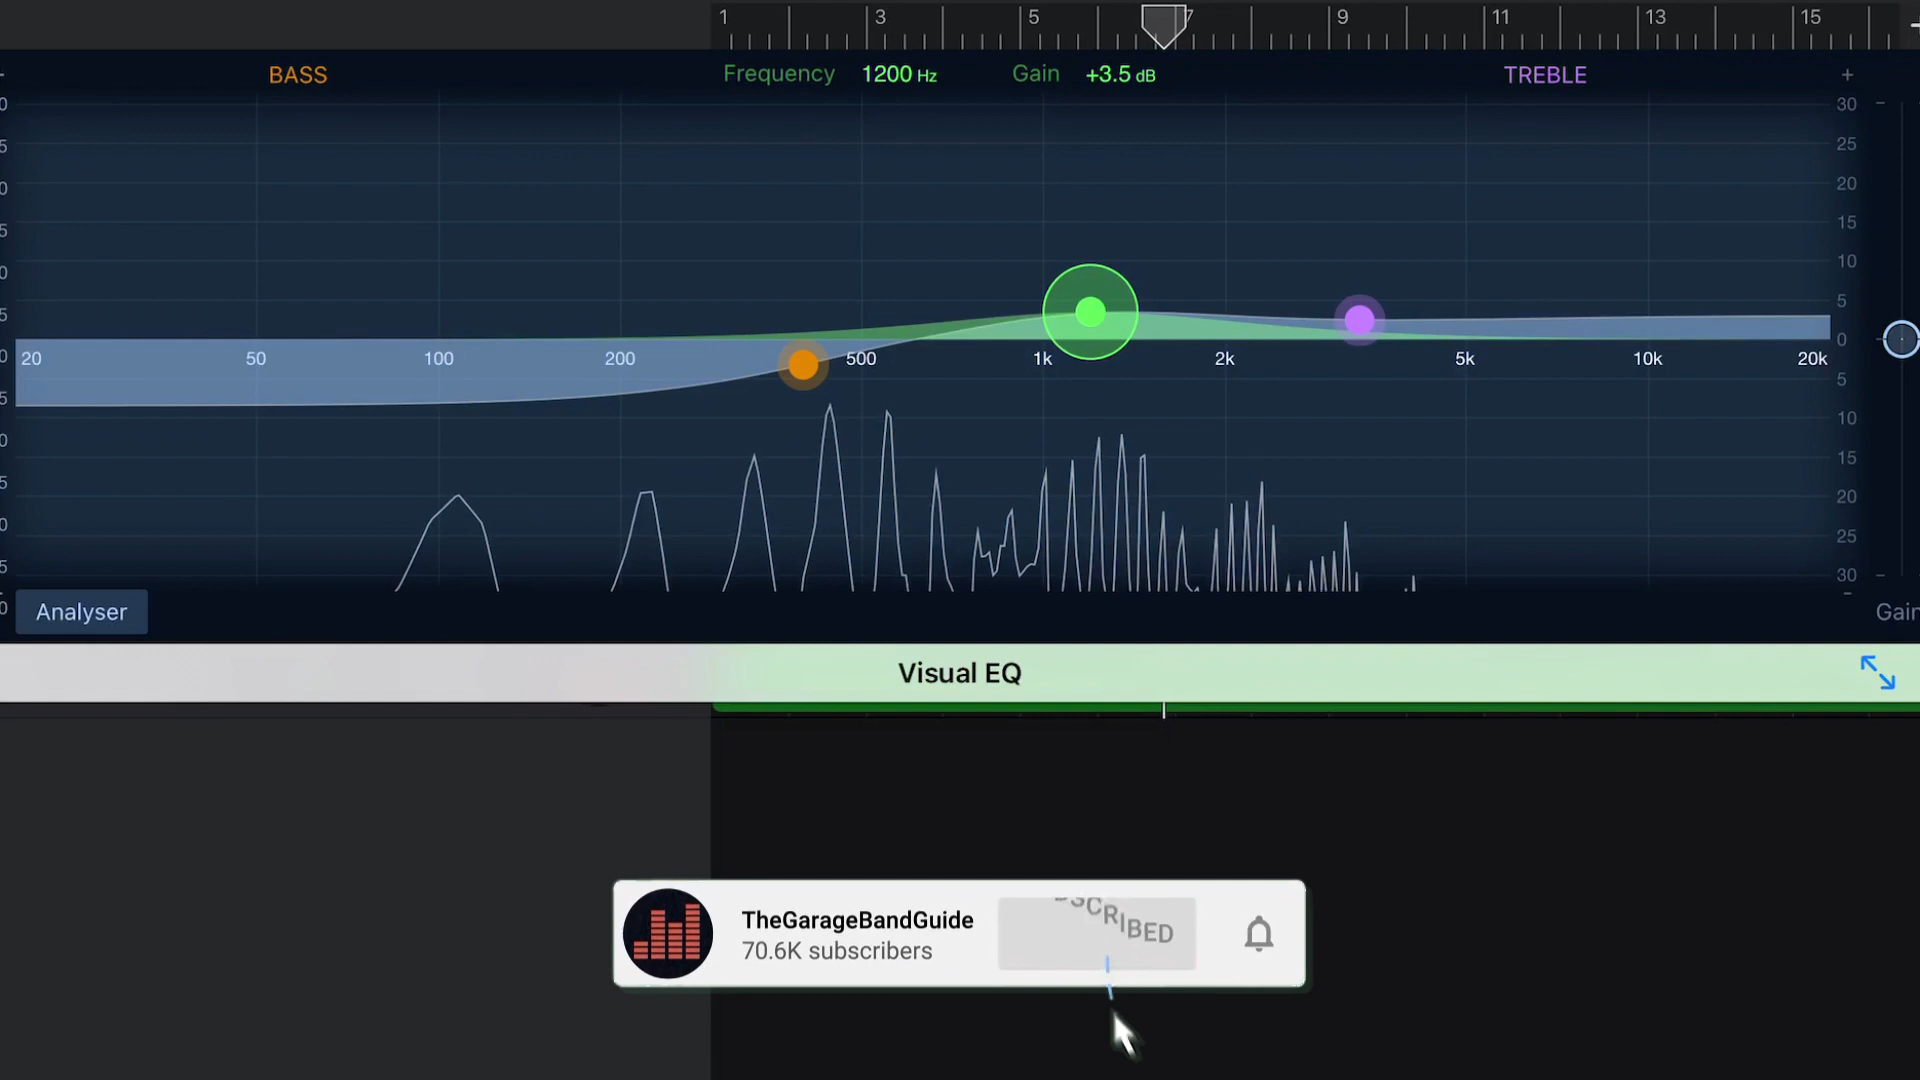 1 3 5 7 9 11 13 15
BASS Frequency 1200 Hz Gain +3.5 dB TREBLE +
30
25
20
15
10
5
0
20 50 100 200 500 1k 2k 5k 10k 20k
5
10
15
20
25
30
Analyser
Visual EQ
TheGarageBandGuide
70.6K subscribers